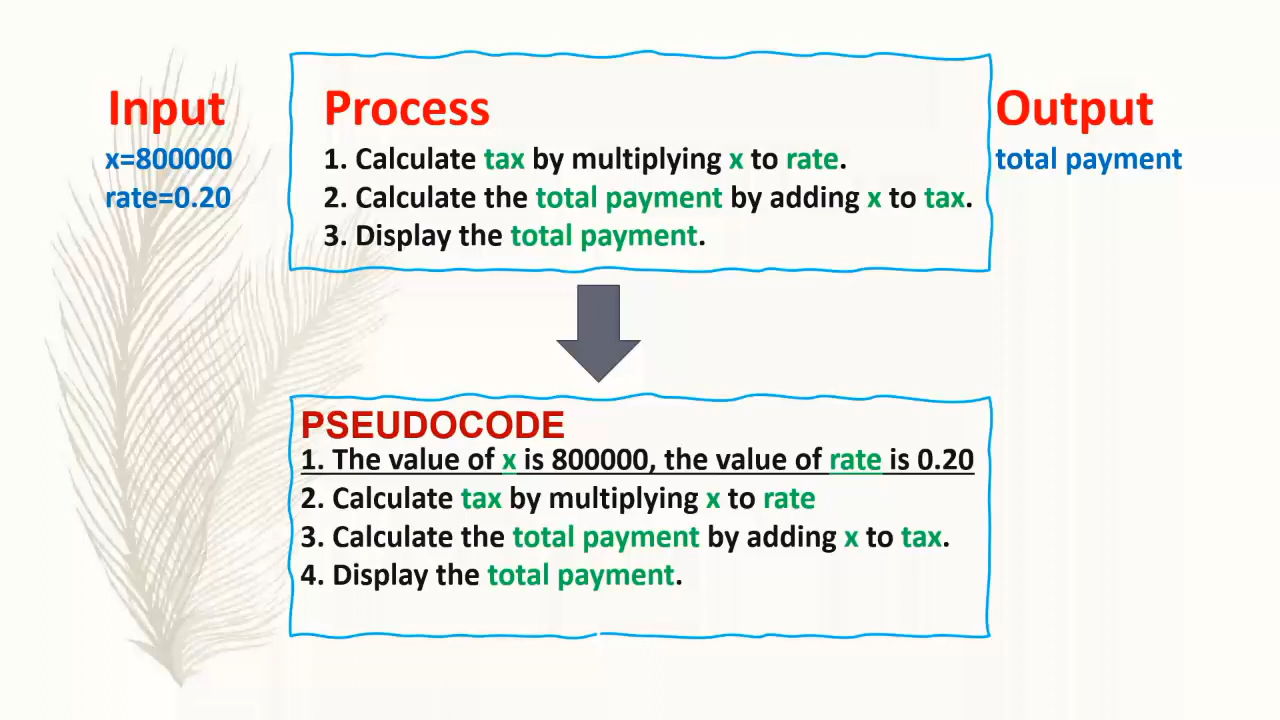 Input
x=800000
rate=0.20
Process
1. Calculate tax by multiplying x to rate.
2. Calculate the total payment by adding x to tax.
3. Display the total payment.
Output
total payment
PSEUDOCODE
1. The value of x is 800000, the value of rate is 0.20
2. Calculate tax by multiplying x to rate
3. Calculate the total payment by adding x to tax.
4. Display the total payment.